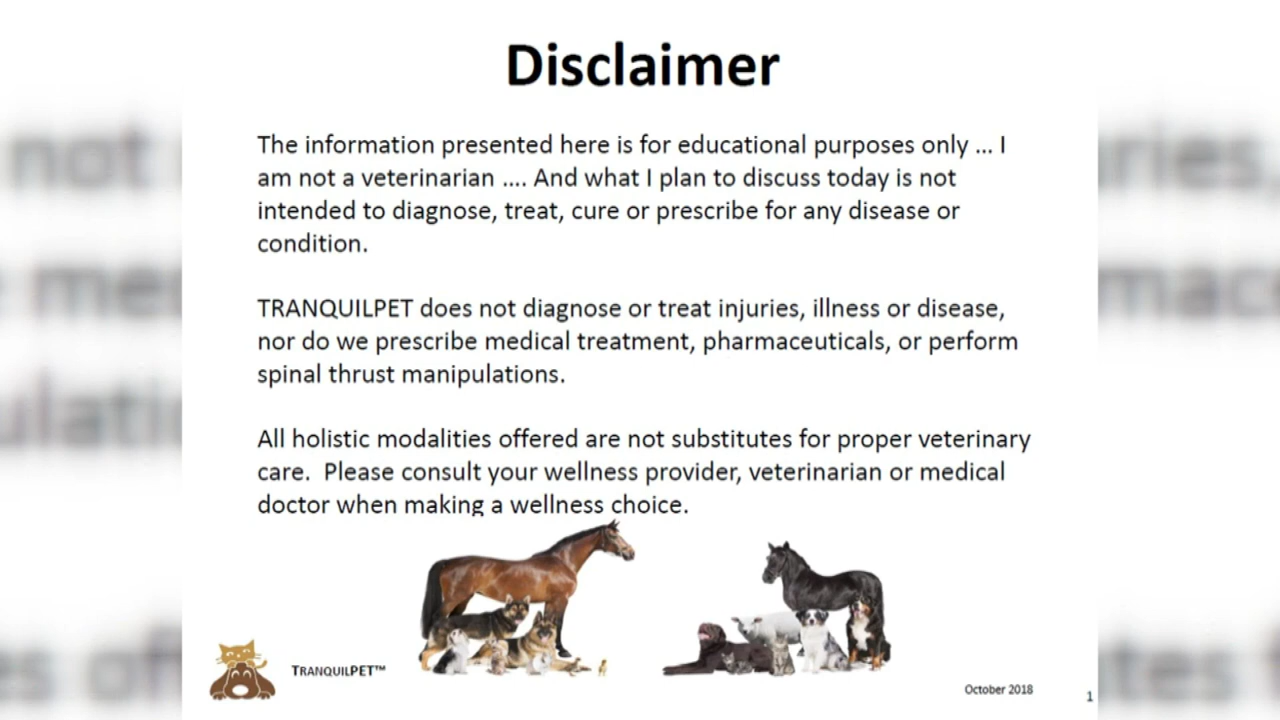 Disclaimer
The information presented here is for educational purposes only ... I
am not a veterinarian .... And what I plan to discuss today is not
intended to diagnose, treat, cure or prescribe for any disease or
condition.
TRANQUILPET does not diagnose or treat injuries, illness or disease,
nor do we prescribe medical treatment, pharmaceuticals, or perform
spinal thrust manipulations.
All holistic modalities offered are not substitutes for proper veterinary
care.  Please consult your wellness provider, veterinarian or medical
doctor when making a wellness choice.
TRANQUILPET™
October 2018
1